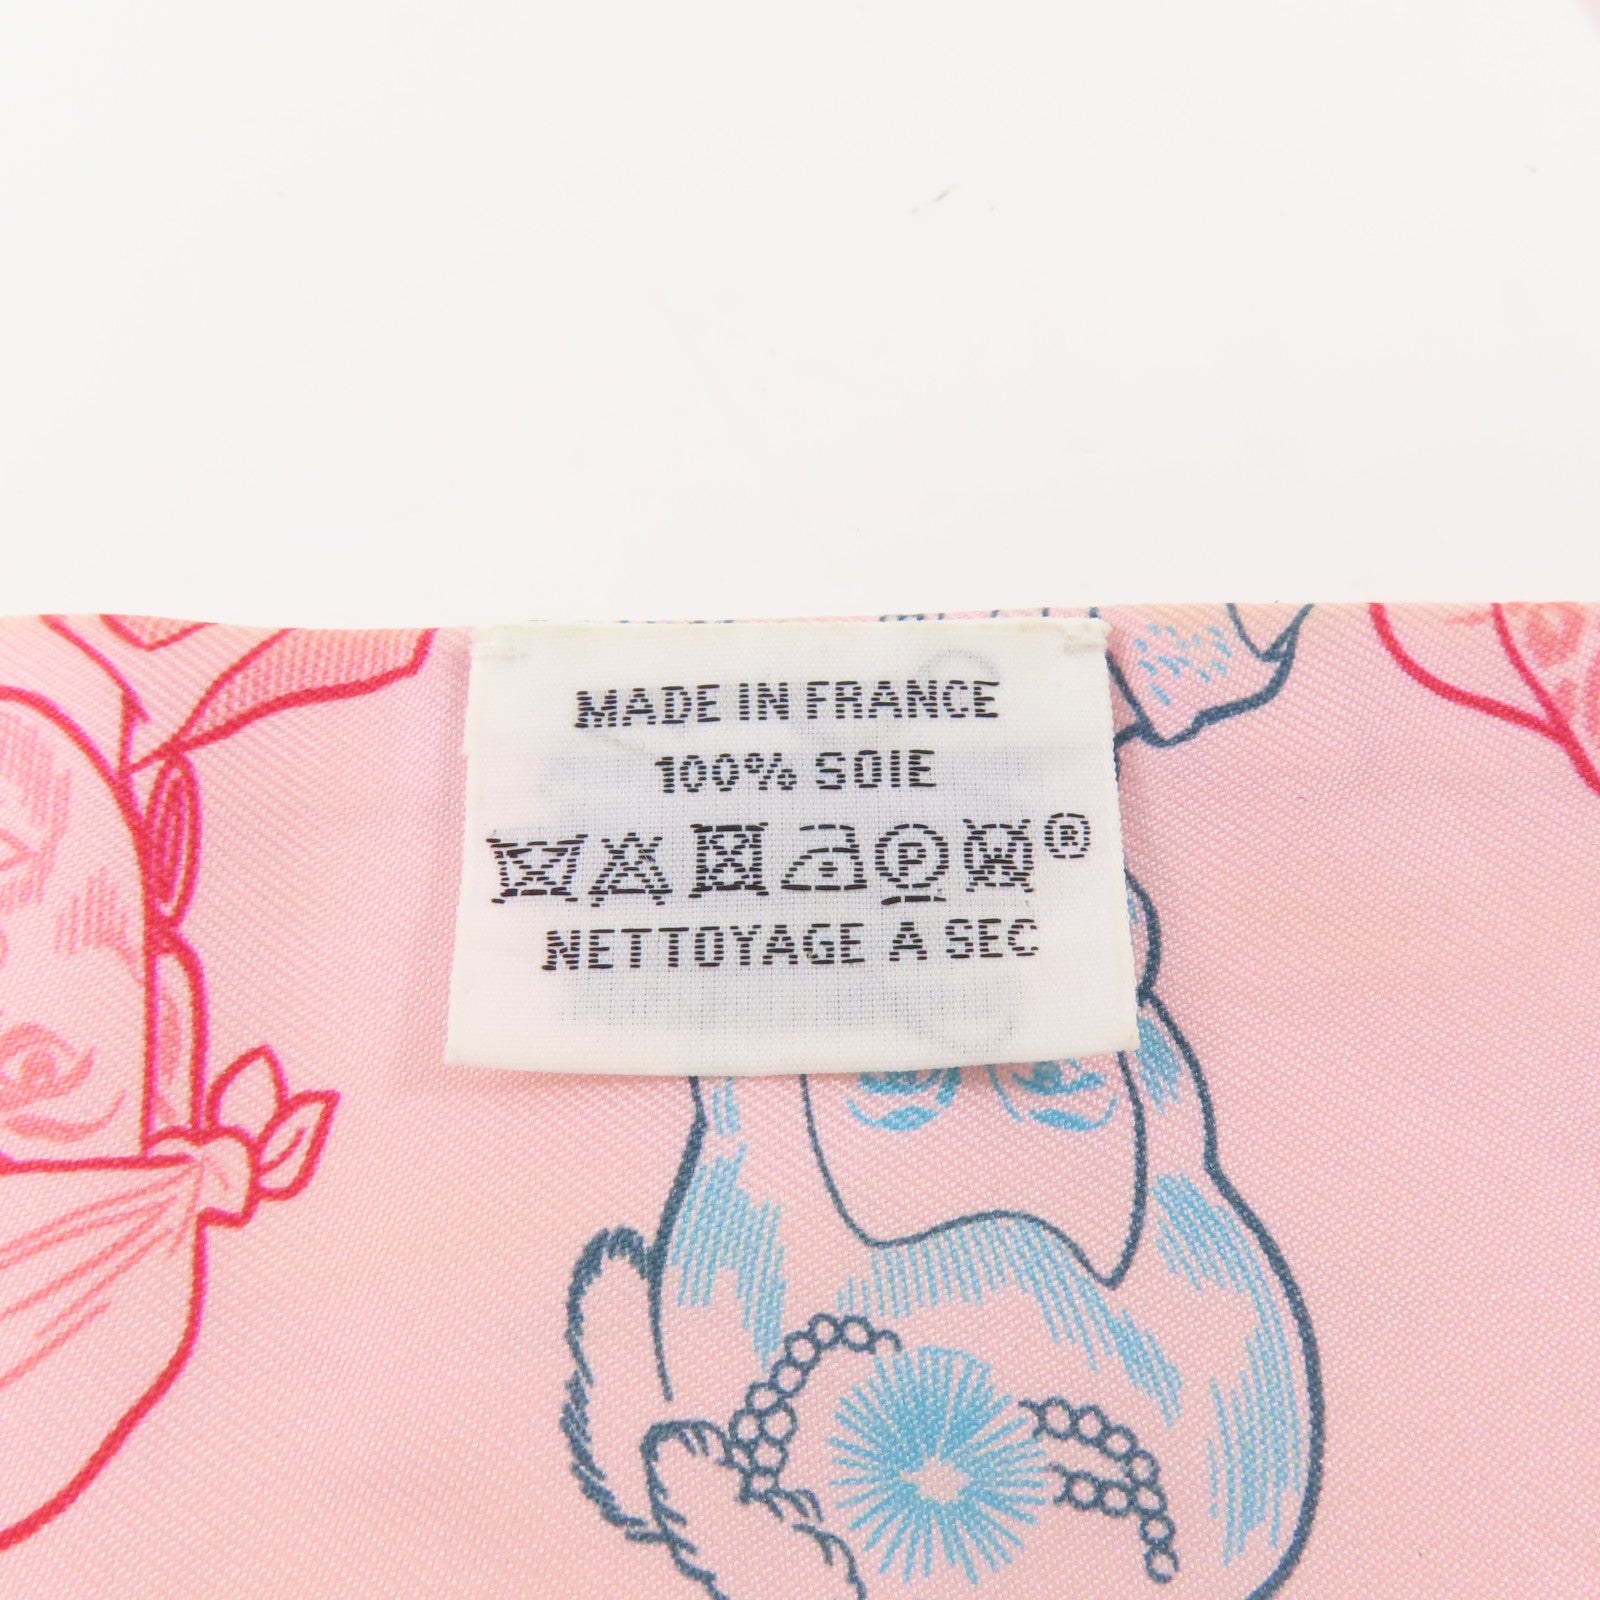 MADE IN FRANCE
100% SOIE
P W ®
NETTOYAGE A SEC